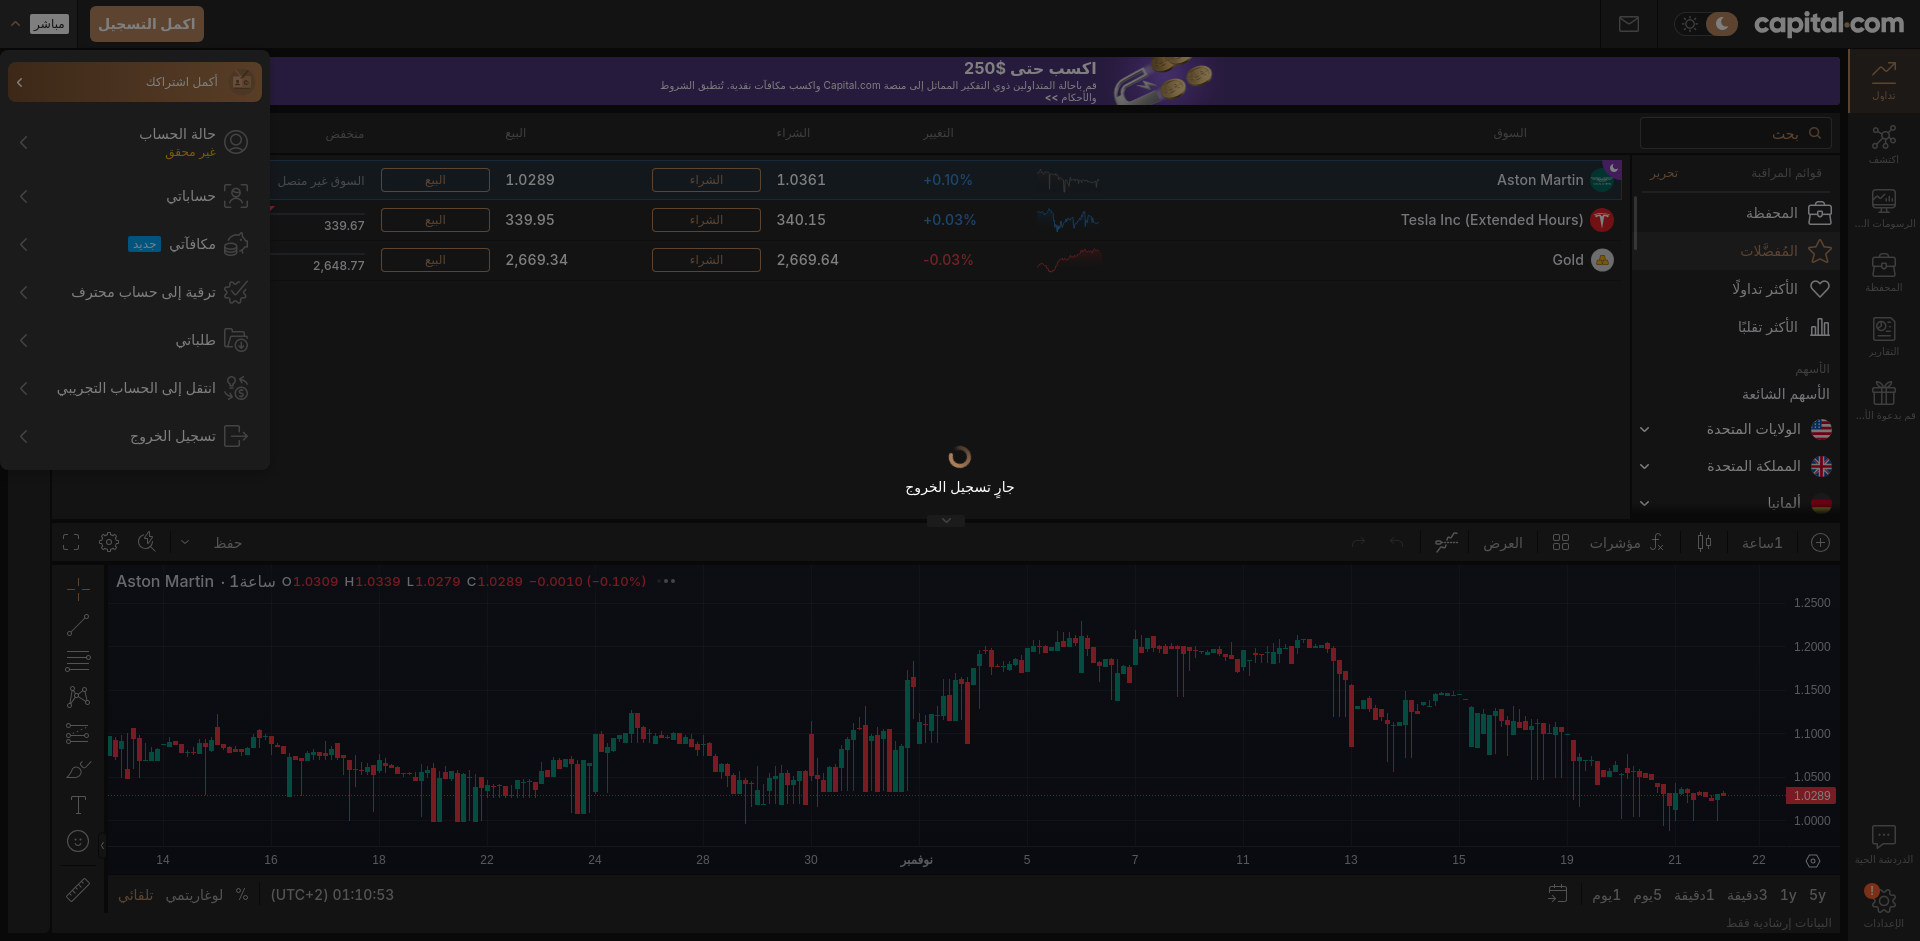 capital.com
اكمل التسجيل
مباشر
تداول
اكتشف
الرسومات الـ...
المحفظة
التقارير
قم بدعوة الأ...
الدردشة الحية
الإعدادات
!
اكسب حتى 250$
قم بإحالة المتداولين ذوي التفكير المماثل إلى منصة Capital.com واكسب مكافآت نقدية. تُنطبق الشروط
والأحكام >>
بحث
السوق
التغيير
الشراء
البيع
منخفض
قوائم المراقبة
تحرير
المحفظة
المُفضَّلات
الأكثر تداولًا
الأكثر تقلبًا
الأسهم
الأسهم الشائعة
الولايات المتحدة
المملكة المتحدة
ألمانيا
Aston Martin +0.10% 1.0361 الشراء 1.0289 البيع السوق غير متصل
Tesla Inc (Extended Hours) +0.03% 340.15 الشراء 339.95 البيع 339.67
Gold -0.03% 2,669.64 الشراء 2,669.34 البيع 2,648.77
أكمل اشتراكك
حالة الحساب
غير محقق
حساباتي
مكافآتي جديد
ترقية إلى حساب محترف
طلباتي
انتقل إلى الحساب التجريبي
تسجيل الخروج
جارٍ تسجيل الخروج
1ساعة
مؤشرات
العرض
حفظ
Aston Martin · 1ساعة O1.0309 H1.0339 L1.0279 C1.0289 −0.0010 (−0.10%)
1.2500
1.2000
1.1500
1.1000
1.0500
1.0289
1.0000
14 16 18 22 24 28 30 نوفمبر 5 7 11 13 15 19 21 22
تلقائي لوغاريتمي % (UTC+2) 01:10:53
1يوم 5يوم 1دقيقة 3دقيقة 1y 5y
البيانات إرشادية فقط